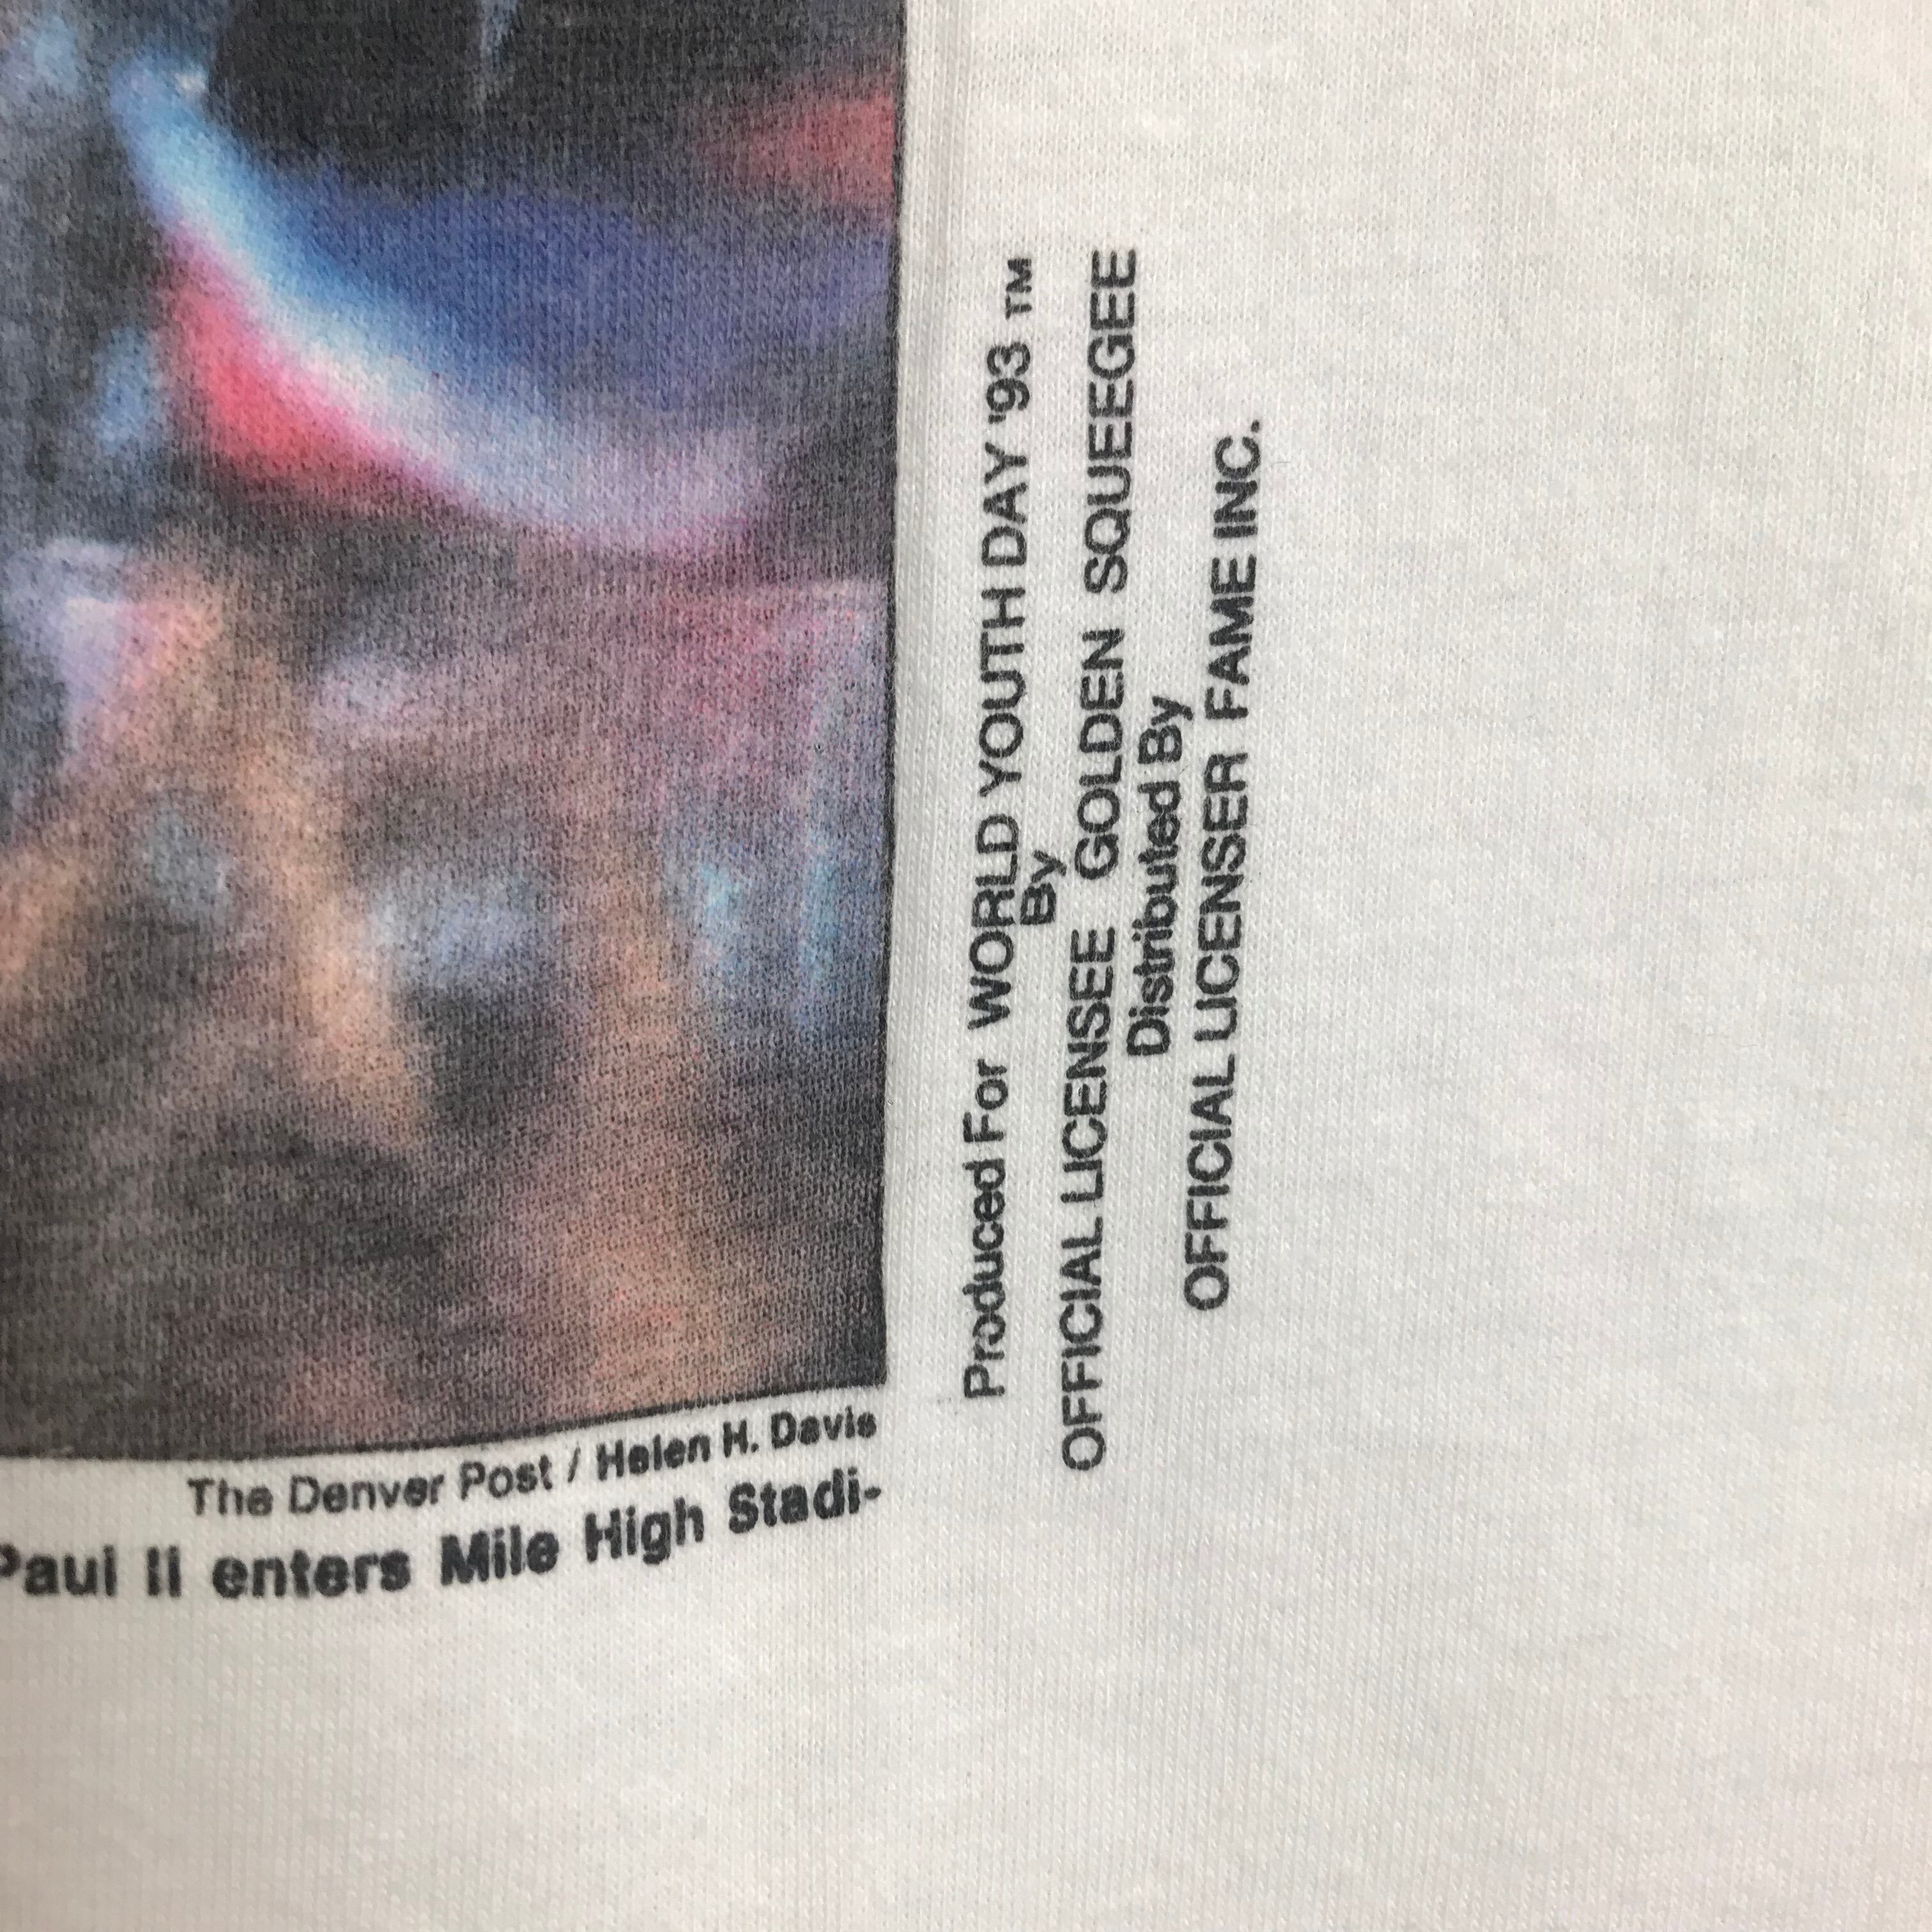 The Denver Post / Helen H. Davis
Paul II enters Mile High Stadi-
Produced For WORLD YOUTH DAY '93 TM
By
OFFICIAL LICENSEE GOLDEN SQUEEGEE
Distributed By
OFFICIAL LICENSER FAME INC.